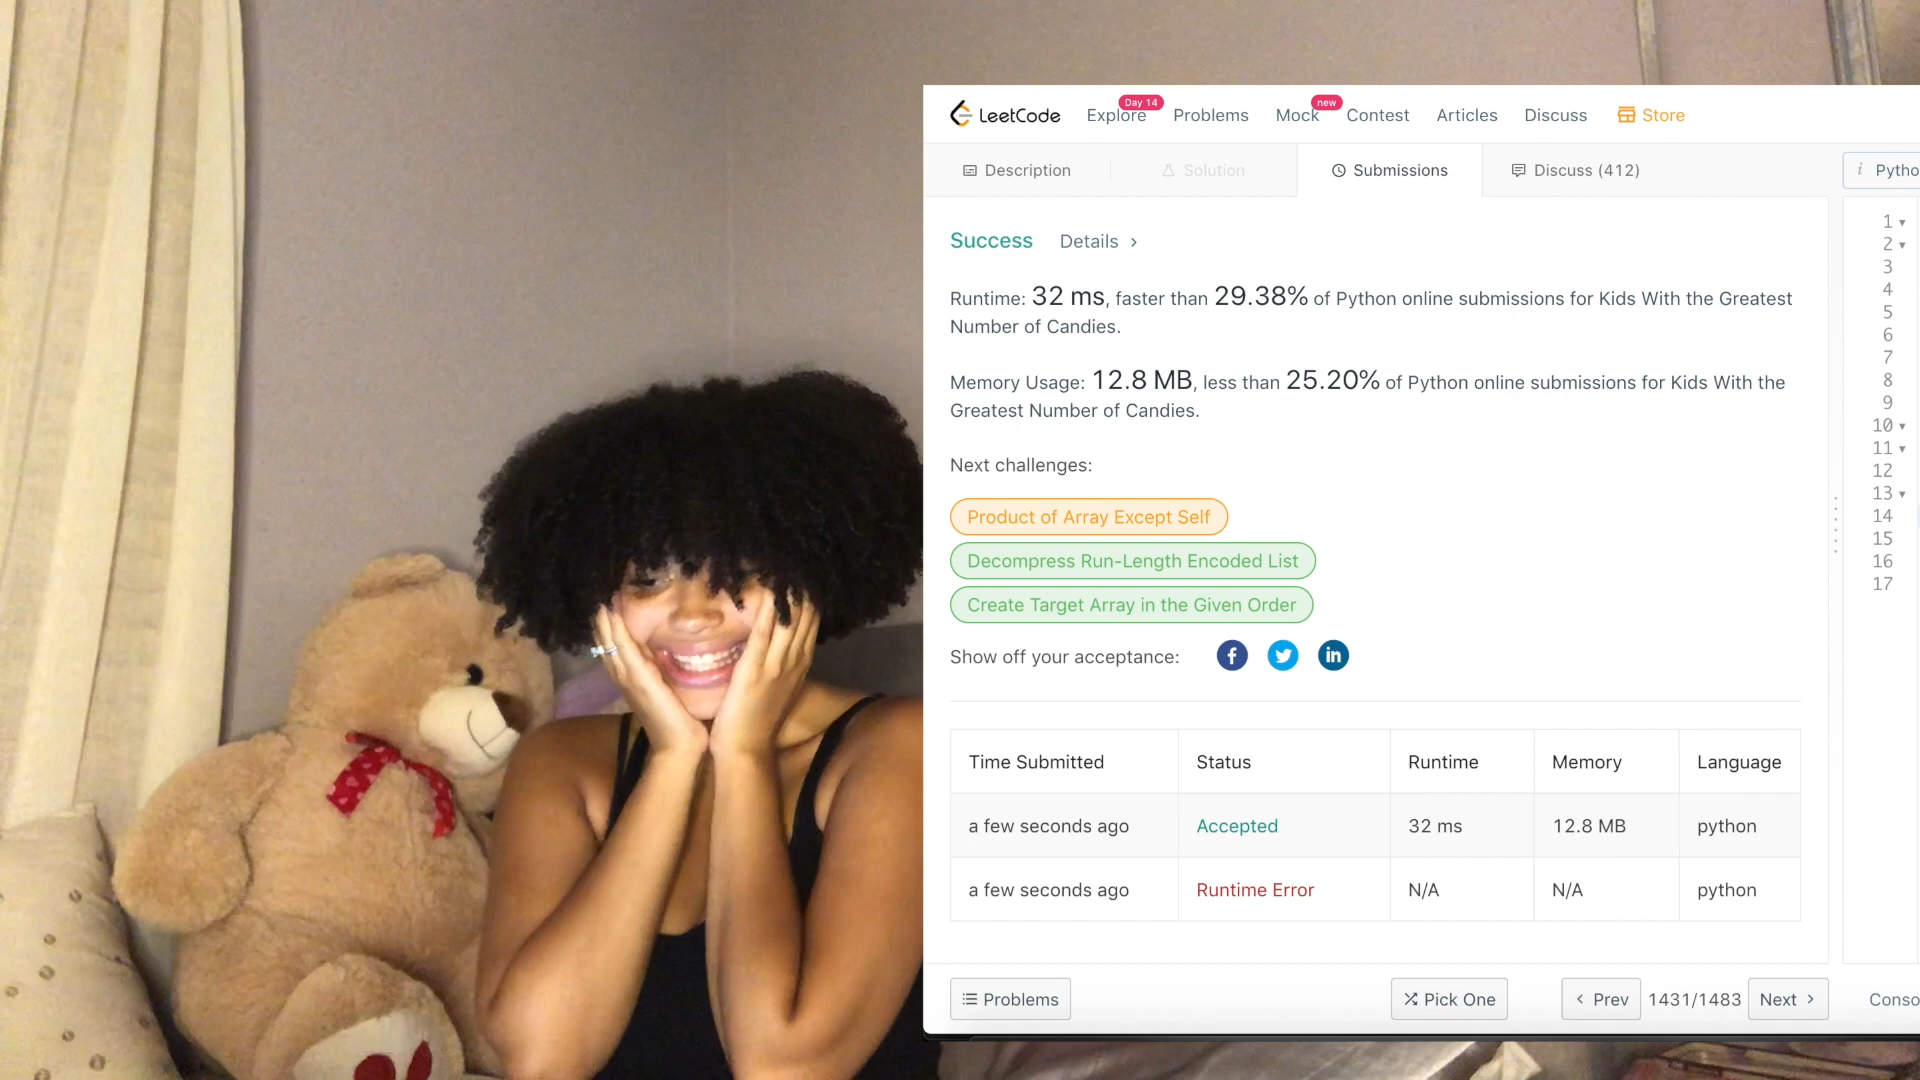 LeetCode Explore Day 14 Problems Mock new Contest Articles Discuss Store
Description Solution Submissions Discuss (412) i Pytho
Success Details >
Runtime: 32 ms, faster than 29.38% of Python online submissions for Kids With the Greatest
Number of Candies.
Memory Usage: 12.8 MB, less than 25.20% of Python online submissions for Kids With the
Greatest Number of Candies.
Next challenges:
Product of Array Except Self
Decompress Run-Length Encoded List
Create Target Array in the Given Order
Show off your acceptance: f in
Time Submitted Status Runtime Memory Language
a few seconds ago Accepted 32 ms 12.8 MB python
a few seconds ago Runtime Error N/A N/A python
Problems Pick One < Prev 1431/1483 Next > Conso
1
2
3
4
5
6
7
8
9
10
11
12
13
14
15
16
17